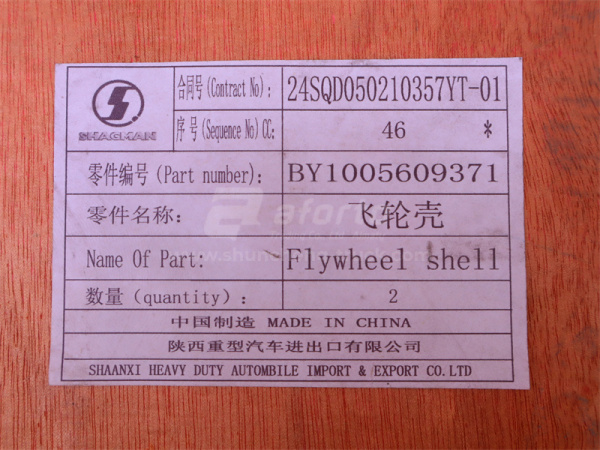 SHACMAN
合同号(Contract No): 24SQD050210357YT-01
序号(Sequence No)CC: 46 *
零件编号(Part number): BY1005609371
零件名称: 飞轮壳
Name Of Part: Flywheel shell
数量(quantity): 2
中国制造 MADE IN CHINA
陕西重型汽车进出口有限公司
SHAANXI HEAVY DUTY AUTOMBILE IMPORT & EXPORT CO.LTD